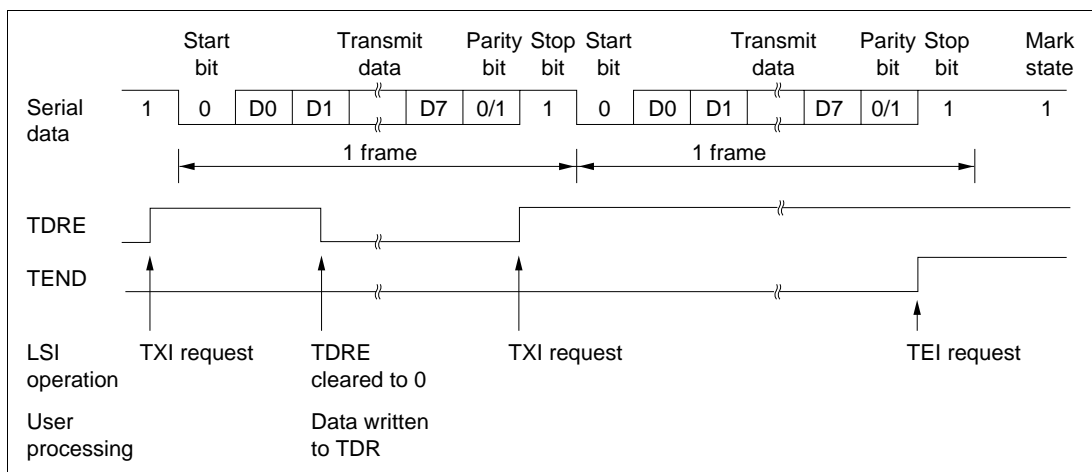 Start Transmit Parity Stop Start Transmit Parity Stop Mark
bit data bit bit bit data bit bit state
Serial data 1 0 D0 D1 D7 0/1 1 0 D0 D1 D7 0/1 1 1
1 frame 1 frame
TDRE
TEND
LSI TXI request TDRE TXI request TEI request
operation cleared to 0
User Data written
processing to TDR